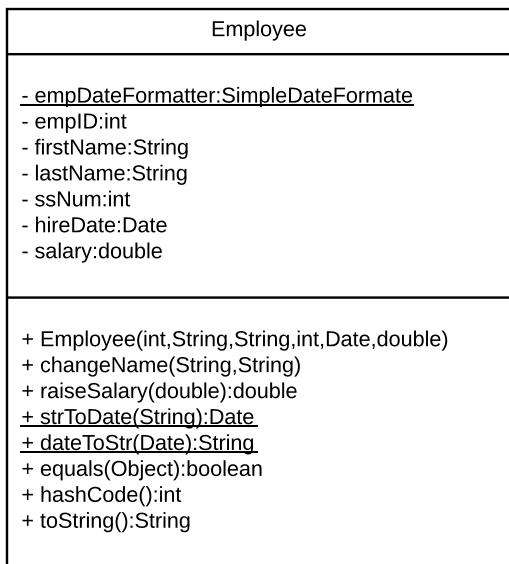 Employee
- empDateFormatter:SimpleDateFormate
- empID:int
- firstName:String
- lastName:String
- ssNum:int
- hireDate:Date
- salary:double
+ Employee(int,String,String,int,Date,double)
+ changeName(String,String)
+ raiseSalary(double):double
+ strToDate(String):Date
+ dateToStr(Date):String
+ equals(Object):boolean
+ hashCode():int
+ toString():String